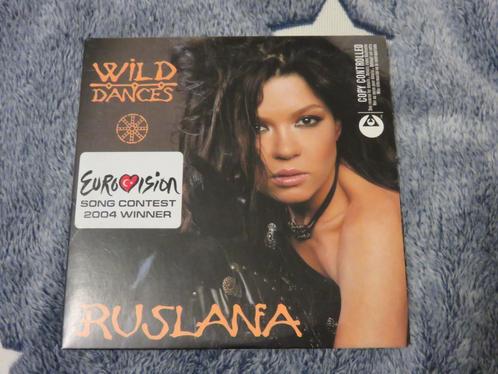 WILD
DANCES
EUROVISION
SONG CONTEST
2004 WINNER
RUSLANA
COPY CONTROLLED